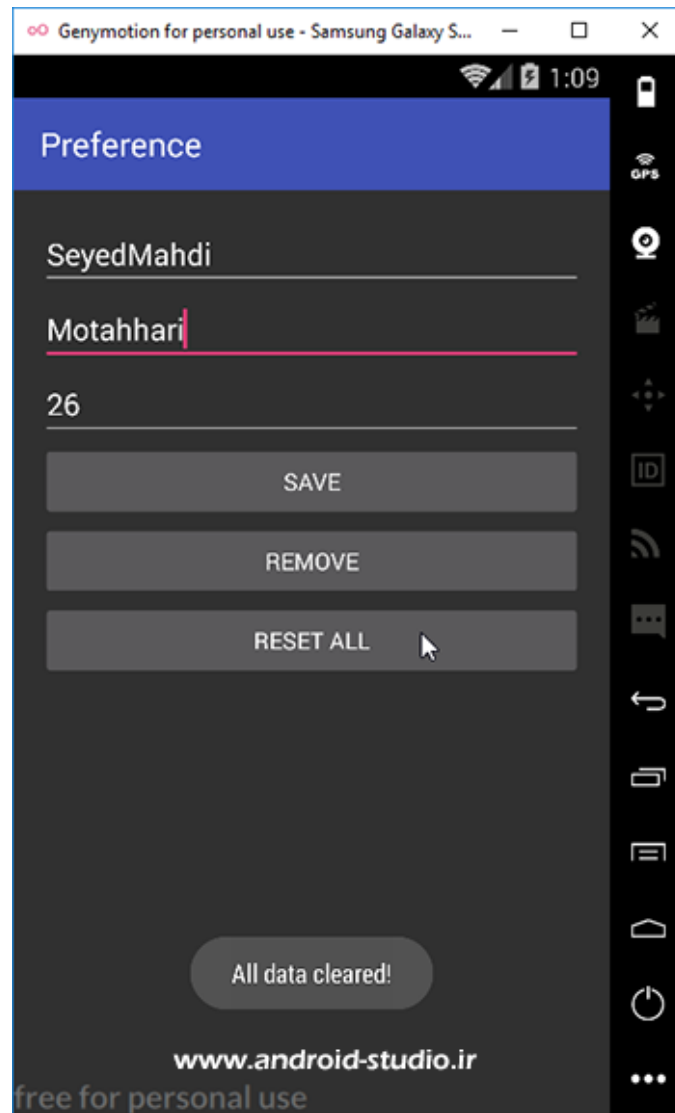 Genymotion for personal use - Samsung Galaxy S...
1:09
GPS
Preference
SeyedMahdi
Motahhari
26
ID
SAVE
REMOVE
RESET ALL
All data cleared!
www.android-studio.ir
free for personal use